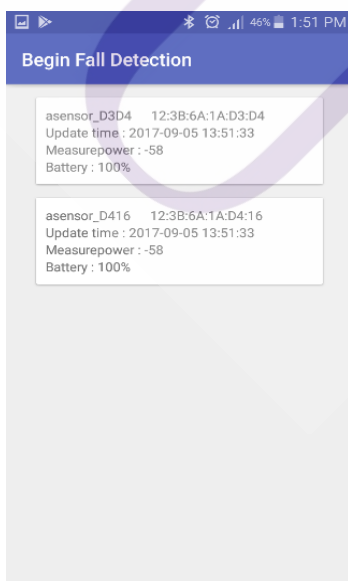 46% 1:51 PM
Begin Fall Detection
asensor_D3D4 12:3B:6A:1A:D3:D4
Update time : 2017-09-05 13:51:33
Measurepower : -58
Battery : 100%
asensor_D416 12:3B:6A:1A:D4:16
Update time : 2017-09-05 13:51:33
Measurepower : -58
Battery : 100%